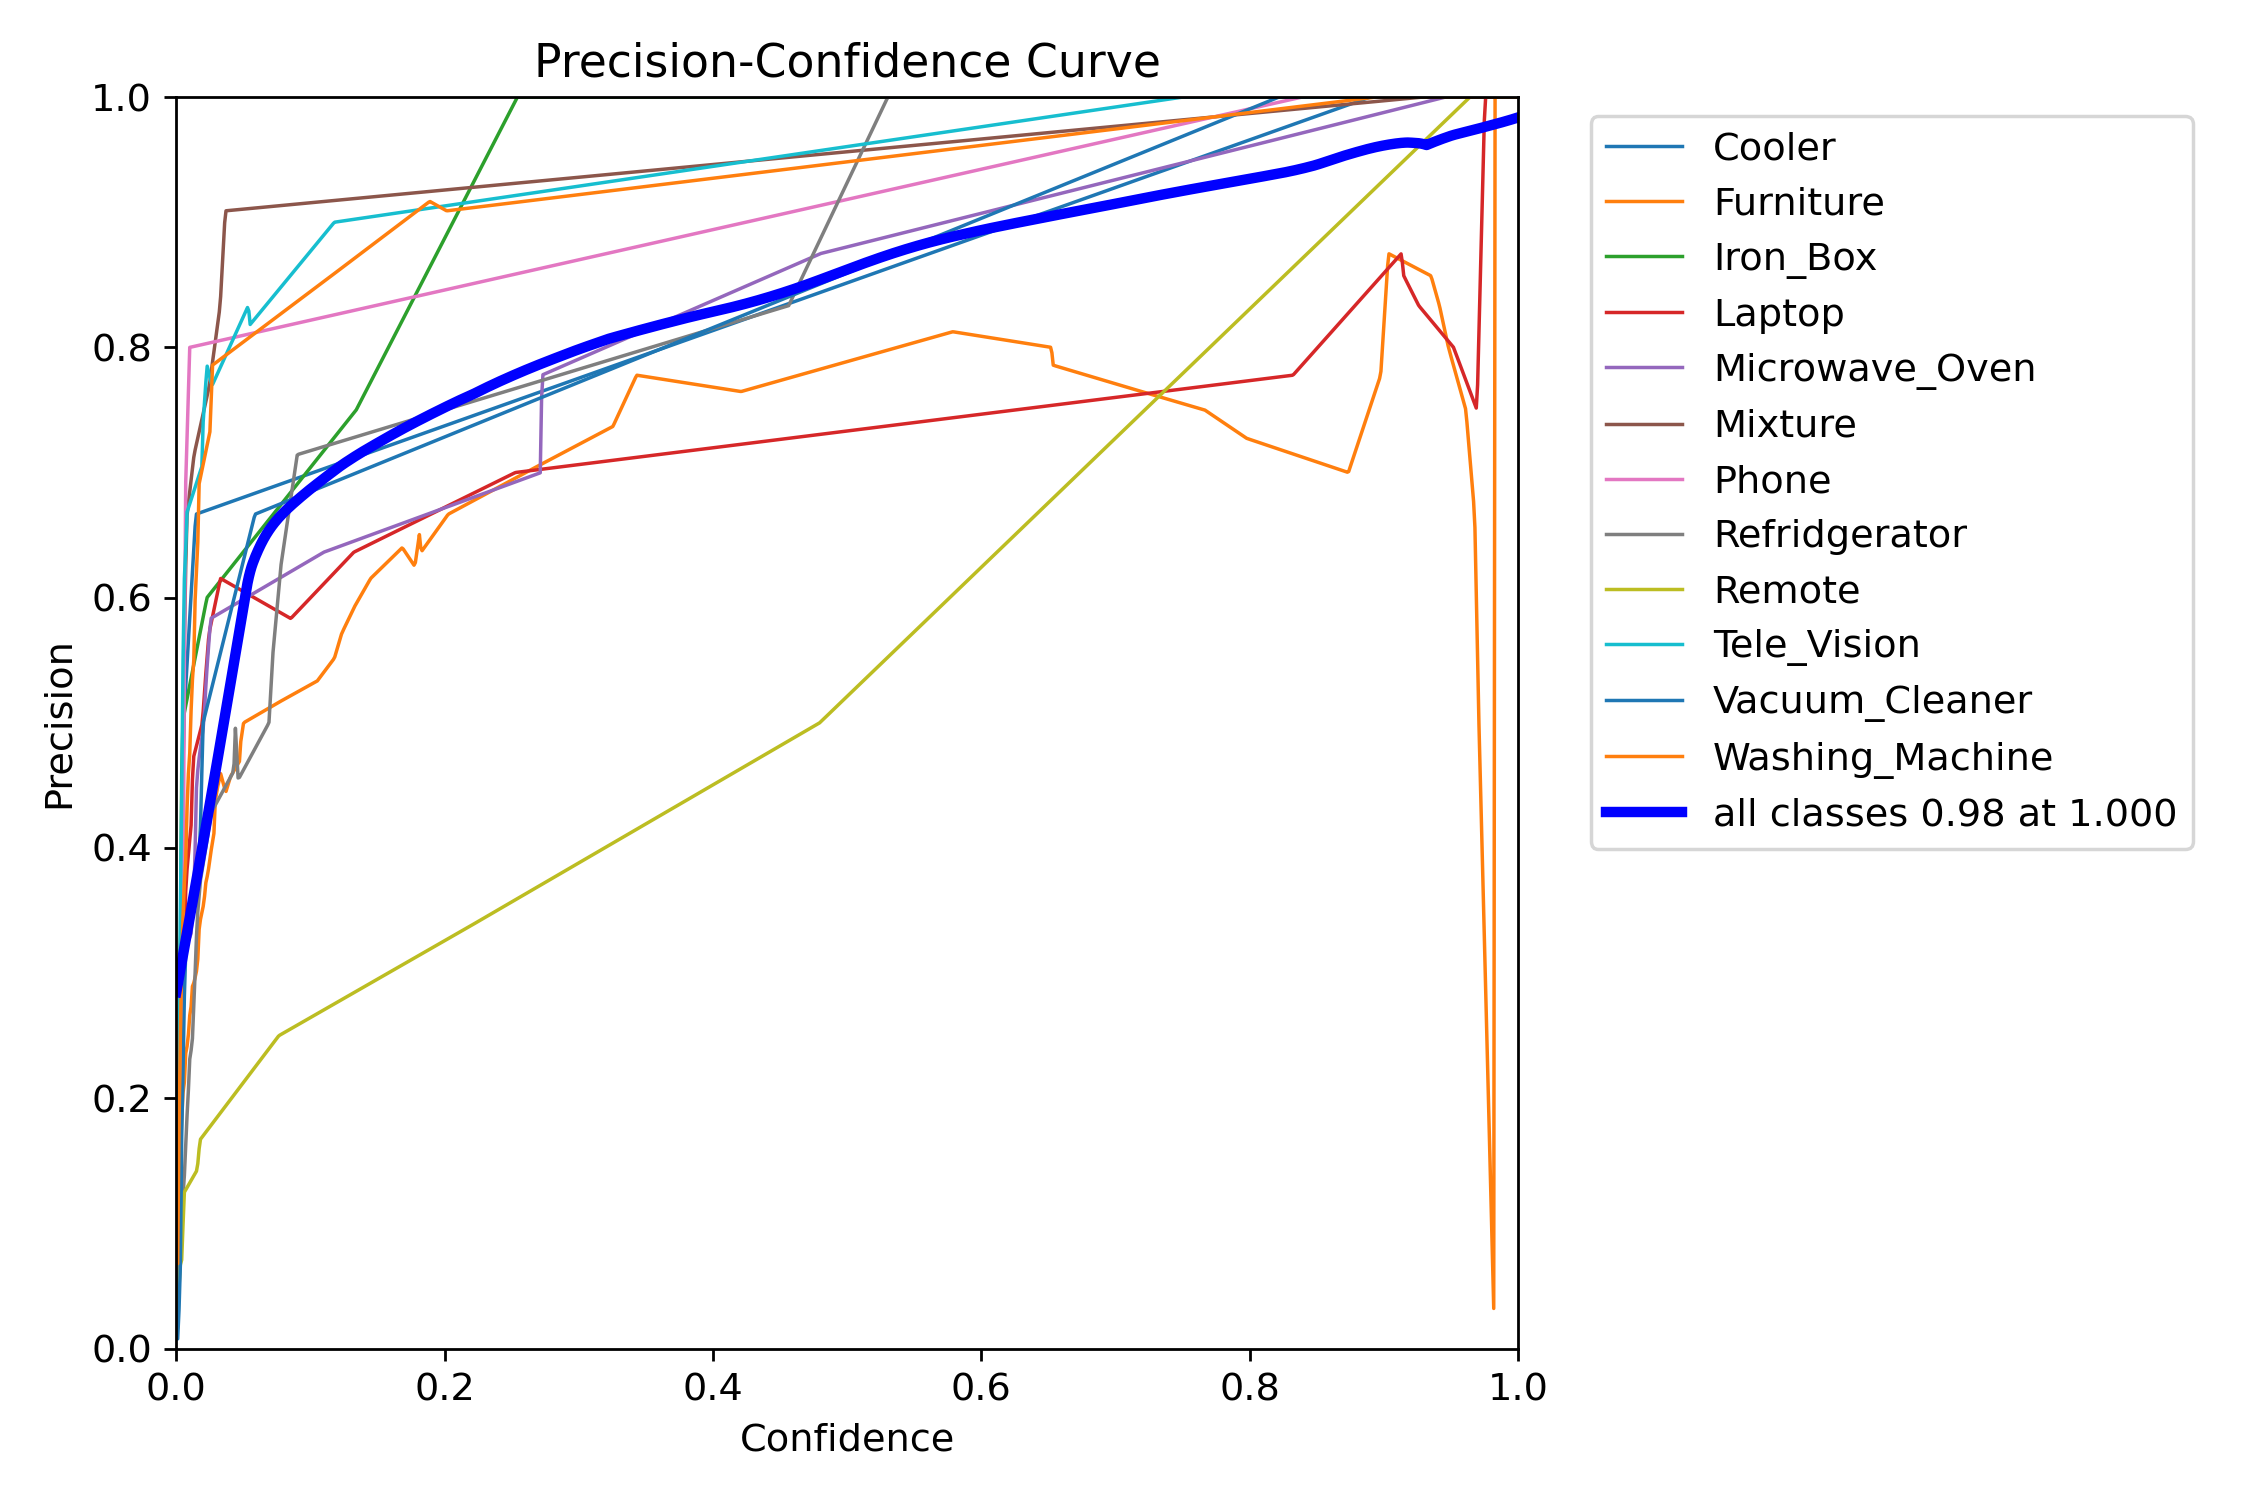 Precision-Confidence Curve
1.0
0.8
0.6
0.4
0.2
0.0
Precision
0.0 0.2 0.4 0.6 0.8 1.0
Confidence
Cooler
Furniture
Iron_Box
Laptop
Microwave_Oven
Mixture
Phone
Refridgerator
Remote
Tele_Vision
Vacuum_Cleaner
Washing_Machine
all classes 0.98 at 1.000